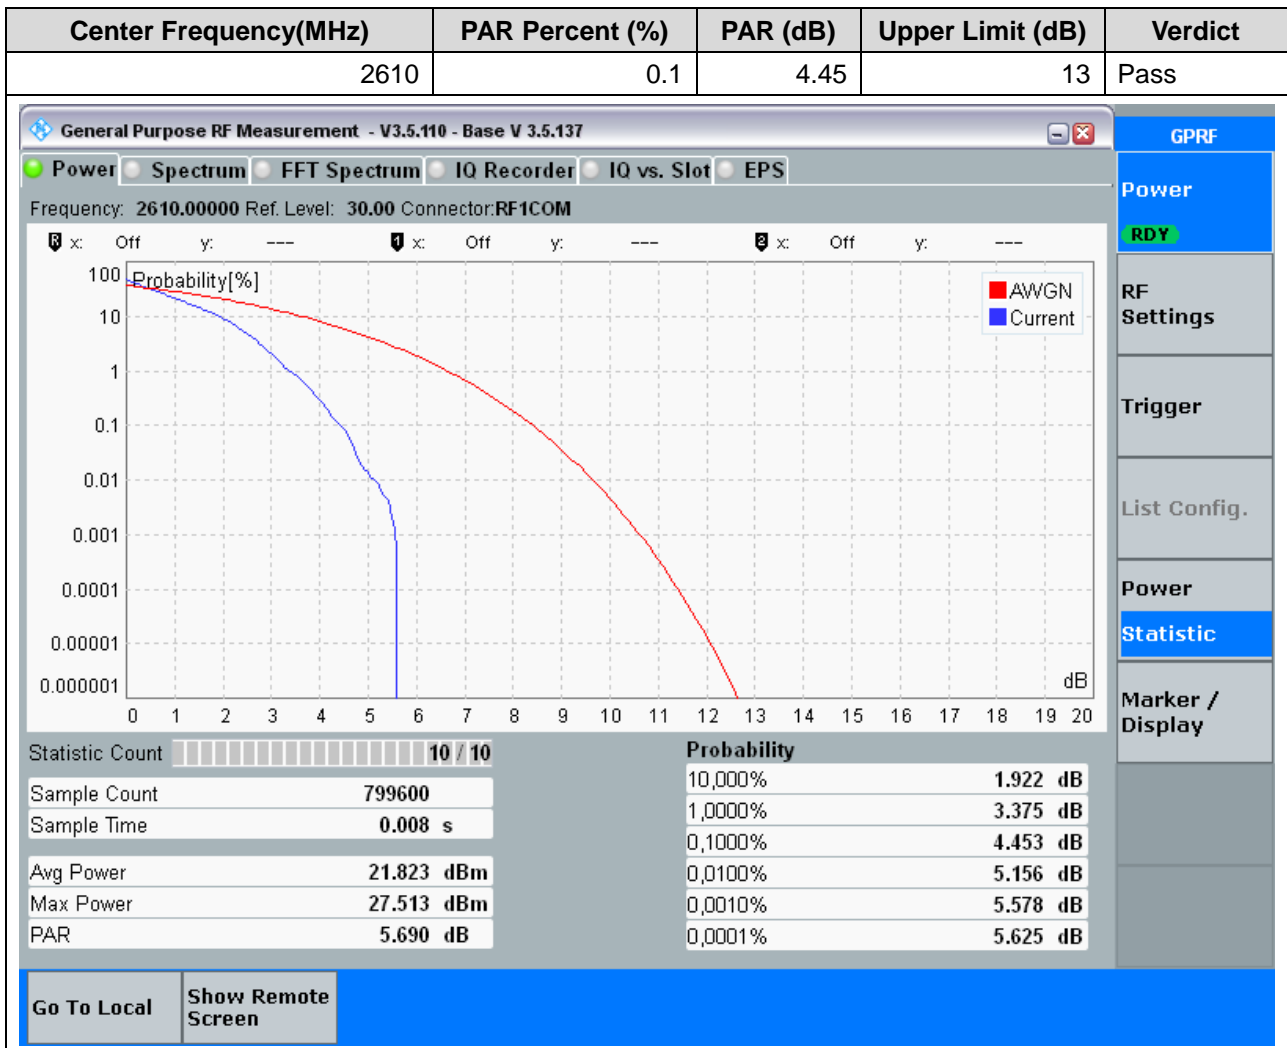 Center Frequency(MHz) PAR Percent (%) PAR (dB) Upper Limit (dB) Verdict
2610 0.1 4.45 13 Pass
General Purpose RF Measurement - V3.5.110 - Base V 3.5.137
GPRF
Power Spectrum FFT Spectrum IQ Recorder IQ vs. Slot EPS
Frequency: 2610.00000 Ref. Level: 30.00 Connector:RF1COM
R x: Off y: --- 1 x: Off y: --- 2 x: Off y: ---
Probability[%]
AWGN
Current
100
10
1
0.1
0.01
0.001
0.0001
0.00001
0.000001
dB
0 1 2 3 4 5 6 7 8 9 10 11 12 13 14 15 16 17 18 19 20
Statistic Count 10 / 10
Sample Count 799600
Sample Time 0.008 s
Avg Power 21.823 dBm
Max Power 27.513 dBm
PAR 5.690 dB
Probability
10,000% 1.922 dB
1,0000% 3.375 dB
0,1000% 4.453 dB
0,0100% 5.156 dB
0,0010% 5.578 dB
0,0001% 5.625 dB
Power
RDY
RF
Settings
Trigger
List Config.
Power
Statistic
Marker /
Display
Go To Local
Show Remote
Screen